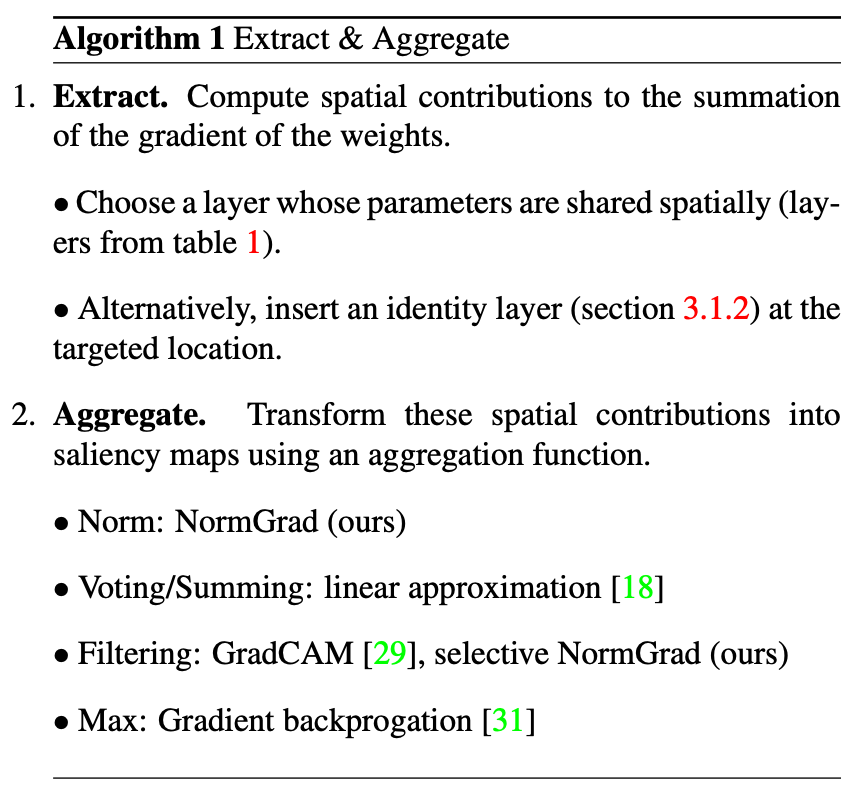 Algorithm 1 Extract & Aggregate
1. Extract. Compute spatial contributions to the summation
of the gradient of the weights.
• Choose a layer whose parameters are shared spatially (lay-
ers from table 1).
• Alternatively, insert an identity layer (section 3.1.2) at the
targeted location.
2. Aggregate. Transform these spatial contributions into
saliency maps using an aggregation function.
• Norm: NormGrad (ours)
• Voting/Summing: linear approximation [18]
• Filtering: GradCAM [29], selective NormGrad (ours)
• Max: Gradient backprogation [31]